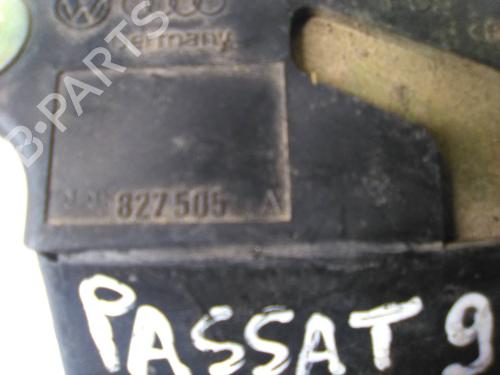 Germany
827 505 A
PASSAT 9
B-PARTS